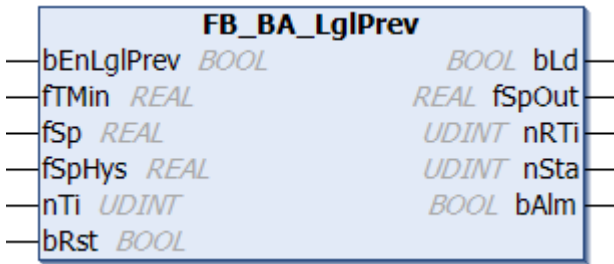 FB_BA_LglPrev
bEnLglPrev BOOL BOOL bLd
fTMin REAL REAL fSpOut
fSp REAL UDINT nRTi
fSpHys REAL UDINT nSta
nTi UDINT BOOL bAlm
bRst BOOL